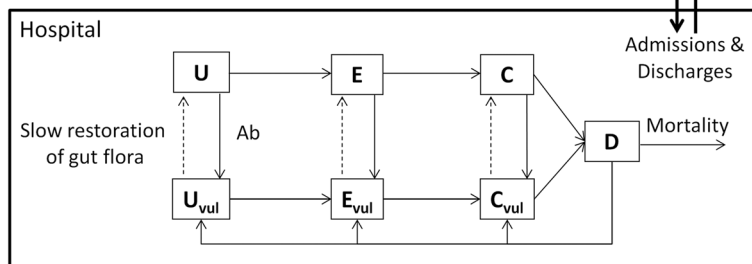 Hospital
Admissions &
Discharges
U
E
C
Slow restoration
of gut flora
Ab
D
Mortality
Uvul
Evul
Cvul